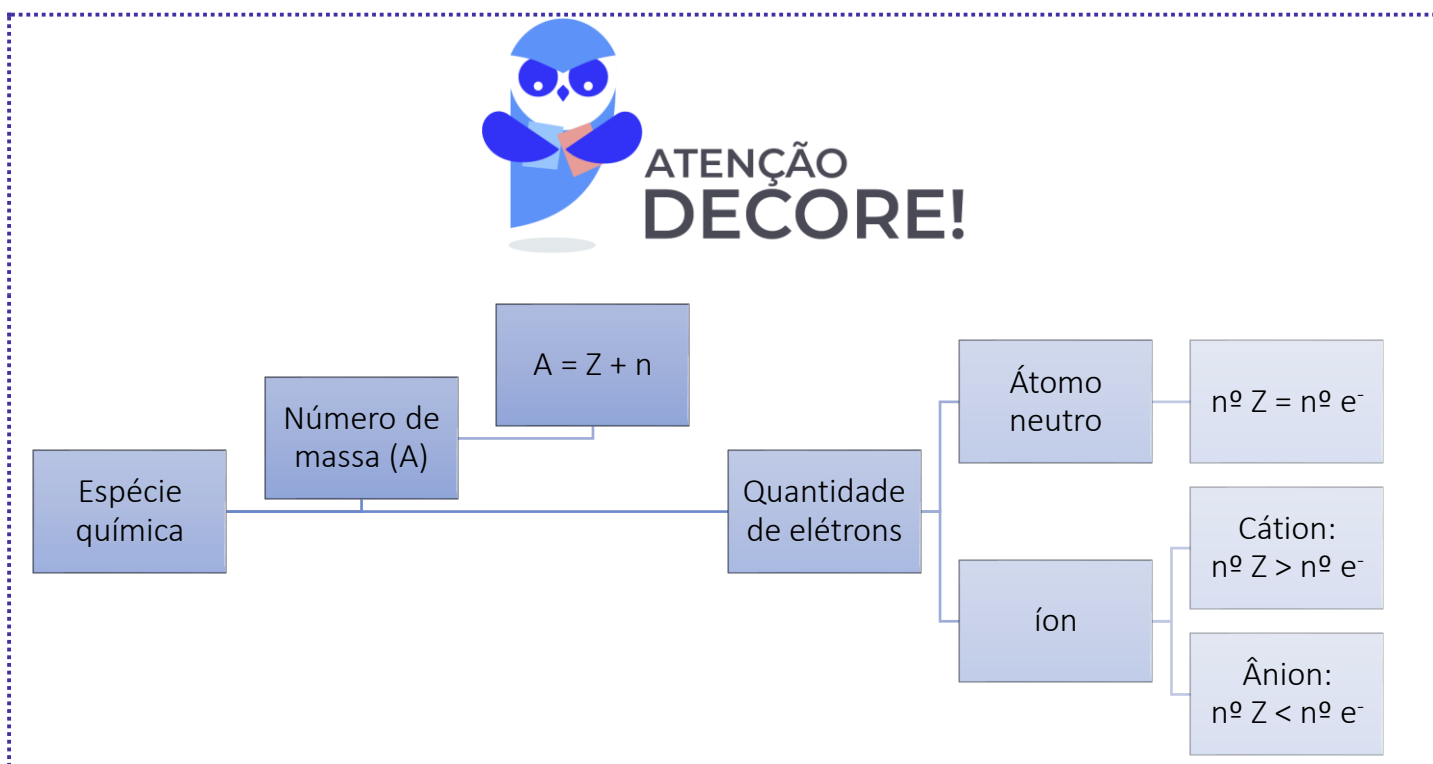 ATENÇÃO
DECORE!
Espécie
química
Número de
massa (A)
A = Z + n
Quantidade
de elétrons
Átomo
neutro
nº Z = nº e⁻
íon
Cátion:
nº Z > nº e⁻
Ânion:
nº Z < nº e⁻